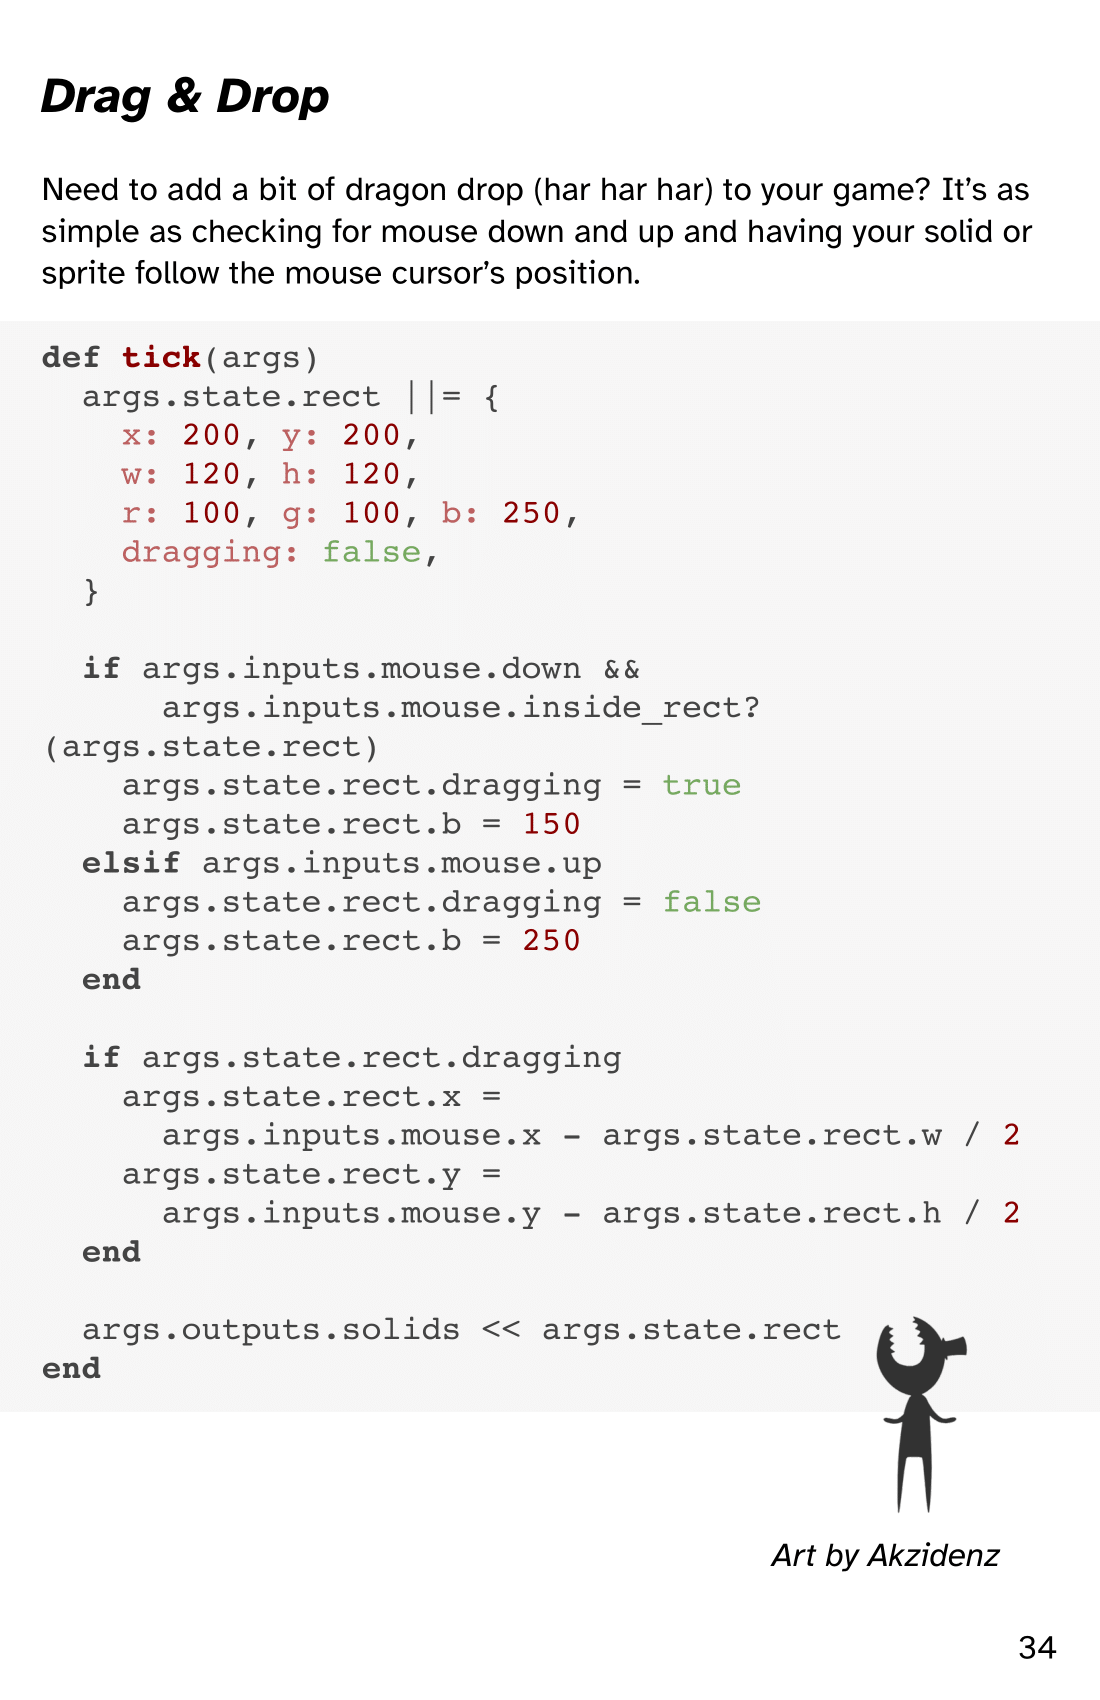 Drag & Drop
Need to add a bit of dragon drop (har har har) to your game? It’s as
simple as checking for mouse down and up and having your solid or
sprite follow the mouse cursor’s position.
def tick(args)
  args.state.rect ||= {
    x: 200, y: 200,
    w: 120, h: 120,
    r: 100, g: 100, b: 250,
    dragging: false,
  }
  if args.inputs.mouse.down &&
      args.inputs.mouse.inside_rect?
(args.state.rect)
    args.state.rect.dragging = true
    args.state.rect.b = 150
  elsif args.inputs.mouse.up
    args.state.rect.dragging = false
    args.state.rect.b = 250
  end
  if args.state.rect.dragging
    args.state.rect.x =
      args.inputs.mouse.x - args.state.rect.w / 2
    args.state.rect.y =
      args.inputs.mouse.y - args.state.rect.h / 2
  end
  args.outputs.solids << args.state.rect
end
Art by Akzidenz
34